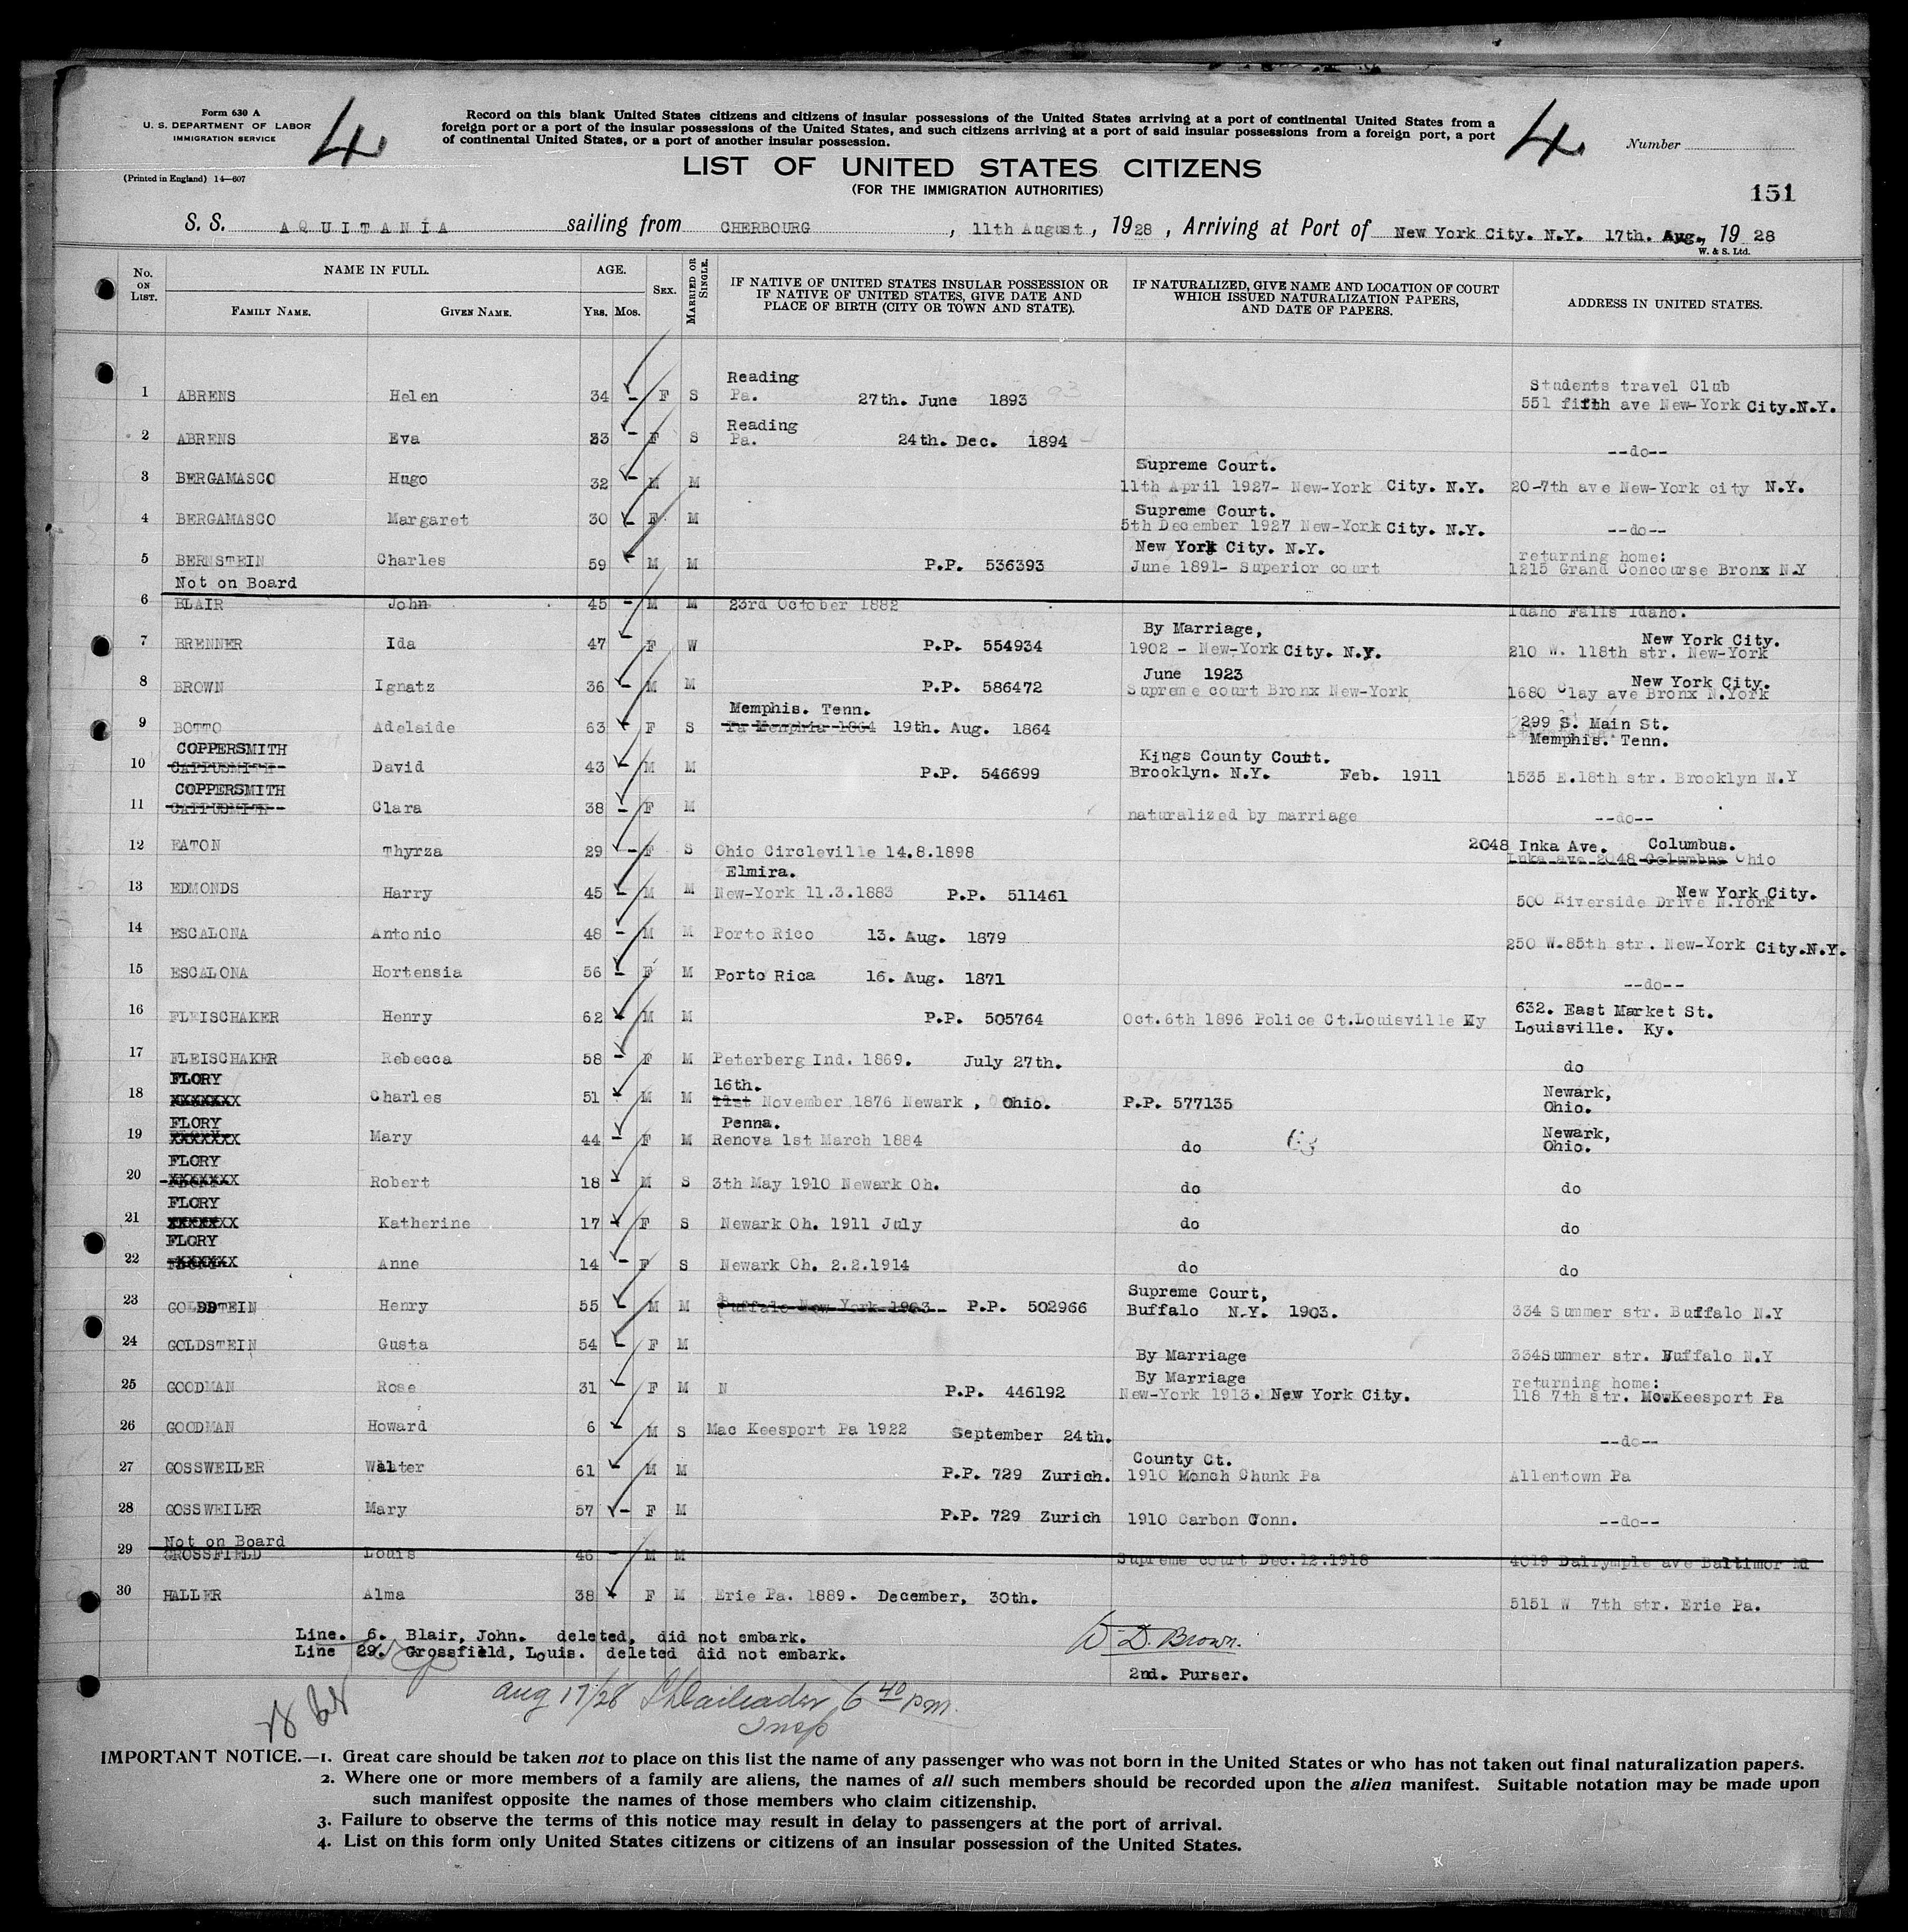 Form 630 A
U. S. DEPARTMENT OF LABOR
IMMIGRATION SERVICE
(Printed in England) 14—607
4
Record on this blank United States citizens and citizens of insular possessions of the United States arriving at a port of continental United States from a
foreign port or a port of the insular possessions of the United States, and such citizens arriving at a port of said insular possessions from a foreign port, a port
of continental United States, or a port of another insular possession.
4
Number
LIST OF UNITED STATES CITIZENS
(FOR THE IMMIGRATION AUTHORITIES)
151
S. S. AQUITANIA sailing from CHERBOURG, 11th August, 1928, Arriving at Port of New York City. N.Y. 17th. Aug., 1928
W. & S. Ltd.
No. ON LIST. NAME IN FULL. AGE. SEX. MARRIED OR SINGLE. IF NATIVE OF UNITED STATES INSULAR POSSESSION OR IF NATIVE OF UNITED STATES, GIVE DATE AND PLACE OF BIRTH (CITY OR TOWN AND STATE). IF NATURALIZED, GIVE NAME AND LOCATION OF COURT WHICH ISSUED NATURALIZATION PAPERS, AND DATE OF PAPERS. ADDRESS IN UNITED STATES.
FAMILY NAME. GIVEN NAME. Yrs. Mos.
1 ABRENS Helen 34 - F S Reading Pa. 27th. June 1893 Students travel Club 551 fifth ave New-York City.N.Y.
2 ABRENS Eva 33 - F S Reading Pa. 24th. Dec. 1894 --do--
3 BERGAMASCO Hugo 32 - M M Supreme Court. 11th April 1927- New-York City. N.Y. 20-7th ave New-York city N.Y.
4 BERGAMASCO Margaret 30 - F M Supreme Court. 5th December 1927 New-York City. N.Y. --do--
5 BERNSTEIN Charles 59 - M M P.P. 536393 New York City. N.Y. June 1891- Superior court returning home: 1215 Grand Concourse Bronx N.Y
Not on Board
6 BLAIR John 45 - M M 23rd October 1882 Idaho Falls Idaho.
7 BRENNER Ida 47 - F W P.P. 554934 By Marriage, 1902 - New-York City. N.Y. New York City. 210 W. 118th str. New-York
8 BROWN Ignatz 36 - M M P.P. 586472 June 1923 Supreme court Bronx New-York New York City. 1680 Clay ave Bronx N.York
9 BOTTO Adelaide 63 - F S Memphis. Tenn. Pa Memphis 1864 19th. Aug. 1864 299 S. Main St. Memphis. Tenn.
10 COPPERSMITH CAPPUSMITH David 43 - M M P.P. 546699 Kings County Court. Brooklyn. N.Y. Feb. 1911 1535 E.18th str. Brooklyn N.Y
11 COPPERSMITH CAPPUSMITH Clara 38 - F M naturalized by marriage --do--
12 EATON Thyrza 29 - F S Ohio Circleville 14.8.1898 2048 Inka Ave. Columbus. Inka ave 2048 Columbus Ohio
13 EDMONDS Harry 45 - M M Elmira. New-York 11.3.1883 P.P. 511461 New York City. 500 Riverside Drive N.York
14 ESCALONA Antonio 48 - M M Porto Rico 13. Aug. 1879 250 W.85th str. New-York City.N.Y.
15 ESCALONA Hortensia 56 - F M Porto Rica 16. Aug. 1871 --do--
16 FLEISCHAKER Henry 62 - M M P.P. 505764 Oct.6th 1896 Police Ct.Louisville Ky 632. East Market St. Louisville. Ky.
17 FLEISCHAKER Rebecca 58 - F M Peterberg Ind. 1869. July 27th. do
18 FLORY XXXXXXX Charles 51 - M M 16th. 11st November 1876 Newark , Ohio. P.P. 577135 Newark, Ohio.
19 FLORY XXXXXXX Mary 44 - F M Penna. Renova 1st March 1884 do Newark, Ohio.
20 FLORY XXXXXXX Robert 18 - M S 3th May 1910 Newark Oh. do do
21 FLORY XXXXXXX Katherine 17 - F S Newark Oh. 1911 July do do
22 FLORY XXXXXX Anne 14 - F S Newark Oh. 2.2.1914 do do
23 GOLDDTEIN Henry 55 - M M Buffalo New York 1903 P.P. 502966 Supreme Court, Buffalo N.Y. 1903. 334 Summer str. Buffalo N.Y
24 GOLDSTEIN Gusta 54 - F M By Marriage 334Summer str. Buffalo N.Y
25 GOODMAN Rose 31 - F M N P.P. 446192 By Marriage New-York 1913. New York City. returning home: 118 7th str. McwKeesport Pa
26 GOODMAN Howard 6 - M S Mac Keesport Pa 1922 September 24th. --do--
27 GOSSWEILER Walter 61 - M M P.P. 729 Zurich. County Ct. 1910 Monch Chunk Pa Allentown Pa
28 GOSSWEILER Mary 57 - F M P.P. 729 Zurich 1910 Carbon Conn. --do--
Not on Board
29 GROSSFIELD Louis 46 - M M Supreme court Dec.12.1918 4019 Dalrymple ave Baltimor Md
30 HALLER Alma 38 - F M Erie Pa. 1889. December, 30th. 5151 W 7th str. Erie Pa.
Line. 6. Blair, John. deleted, did not embark.
Line 29. Grossfield, Louis. deleted did not embark.
W. D. Brown.
2nd. Purser.
Aug 17/28 6 40 pm.
Insp
IMPORTANT NOTICE.—1. Great care should be taken not to place on this list the name of any passenger who was not born in the United States or who has not taken out final naturalization papers.
2. Where one or more members of a family are aliens, the names of all such members should be recorded upon the alien manifest. Suitable notation may be made upon
such manifest opposite the names of those members who claim citizenship.
3. Failure to observe the terms of this notice may result in delay to passengers at the port of arrival.
4. List on this form only United States citizens or citizens of an insular possession of the United States.